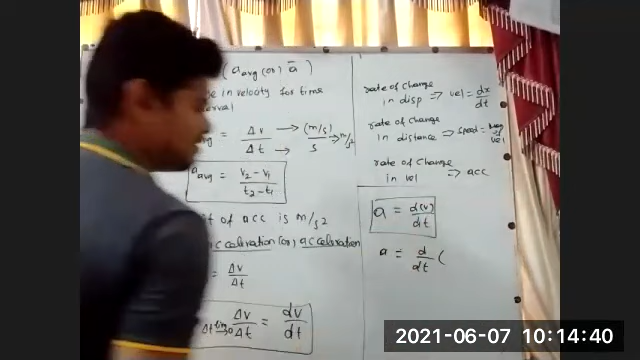 ( a avg (or) a̅ )
in velocity for time
= Δv/Δt → (m/s)/s ⇒ m/s²
a avg = v₂ - v₁ / t₂ - t₁
of acc is m/s²
acceleration (or) acceleration
= Δv/Δt
Δt→0 Δv/Δt = dv/dt
rate of change
in disp ⇒ vel = dx/dt
rate of change
in distance ⇒ speed =
vel
rate of change
in vel ⇒ acc
a = d(v)/dt
a = d/dt (
2021-06-07 10:14:40